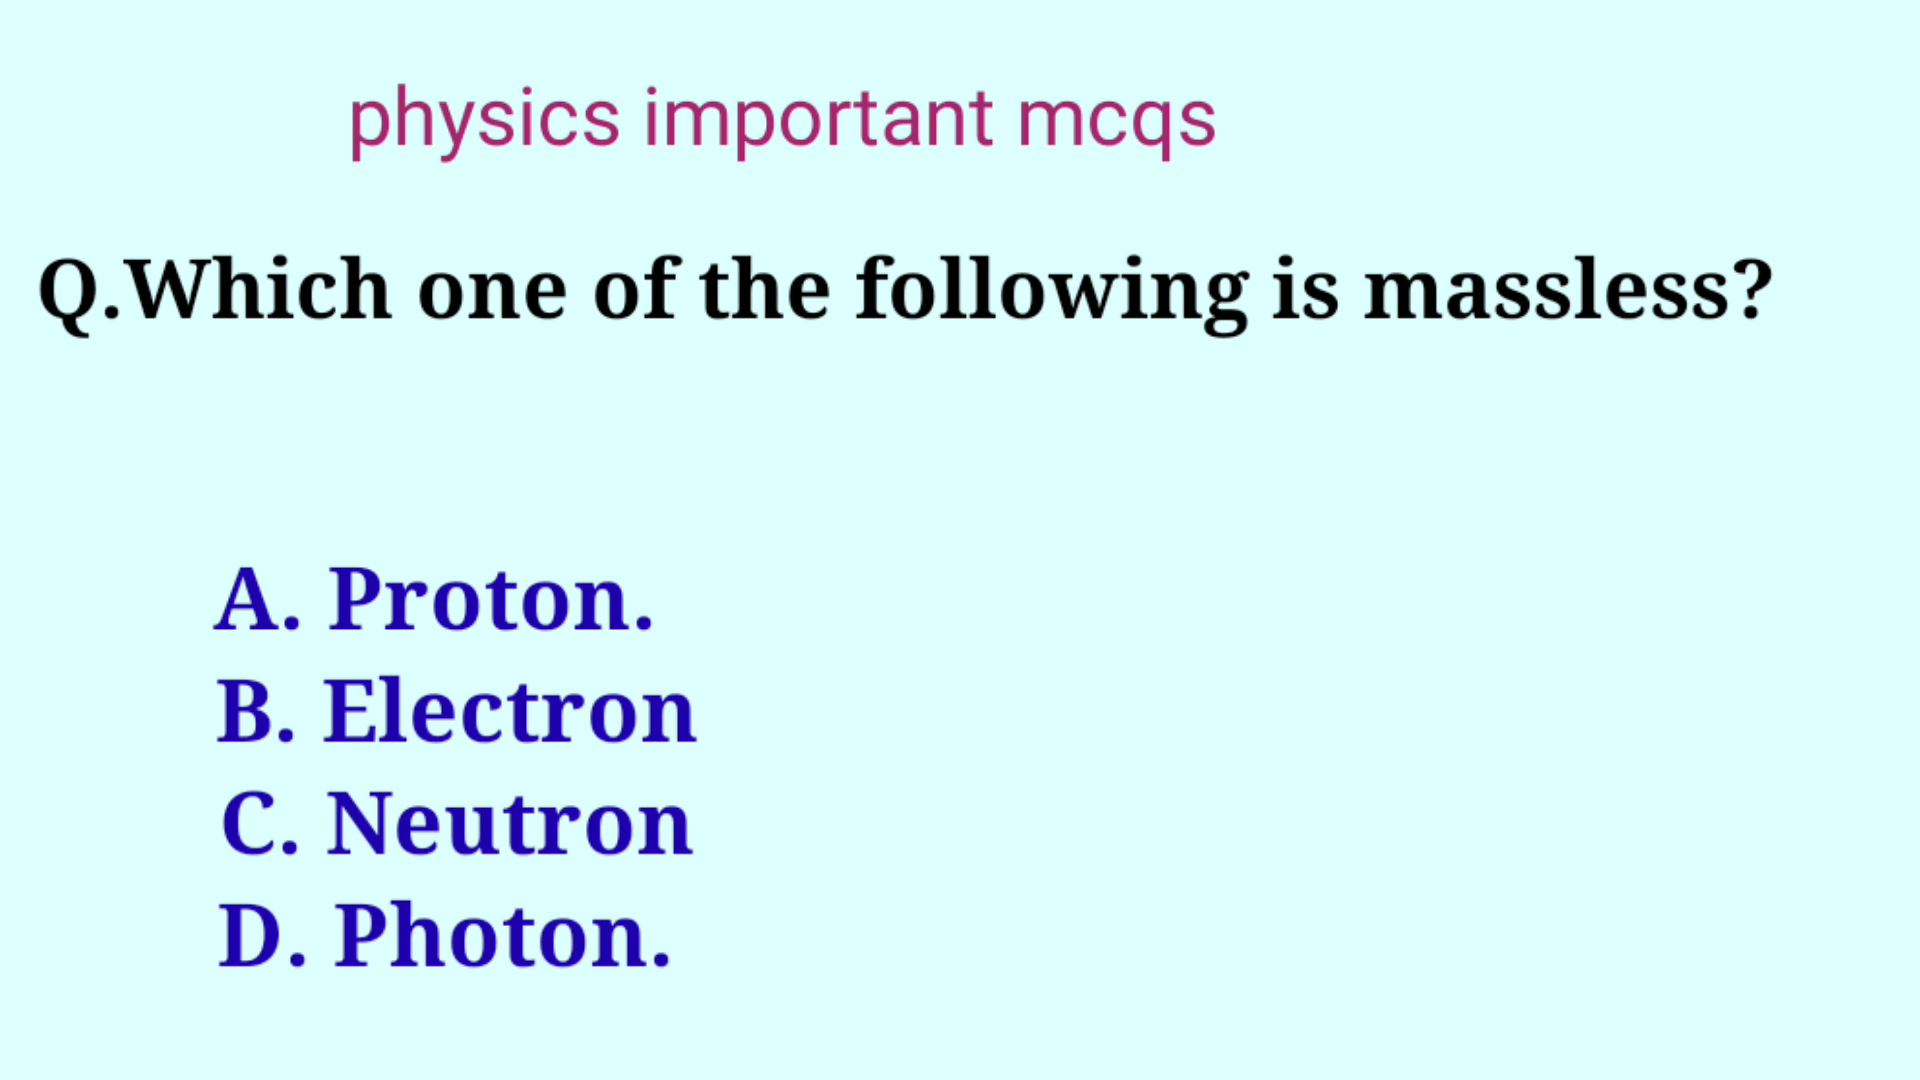 physics important mcqs
Q.Which one of the following is massless?
A. Proton.
B. Electron
C. Neutron
D. Photon.